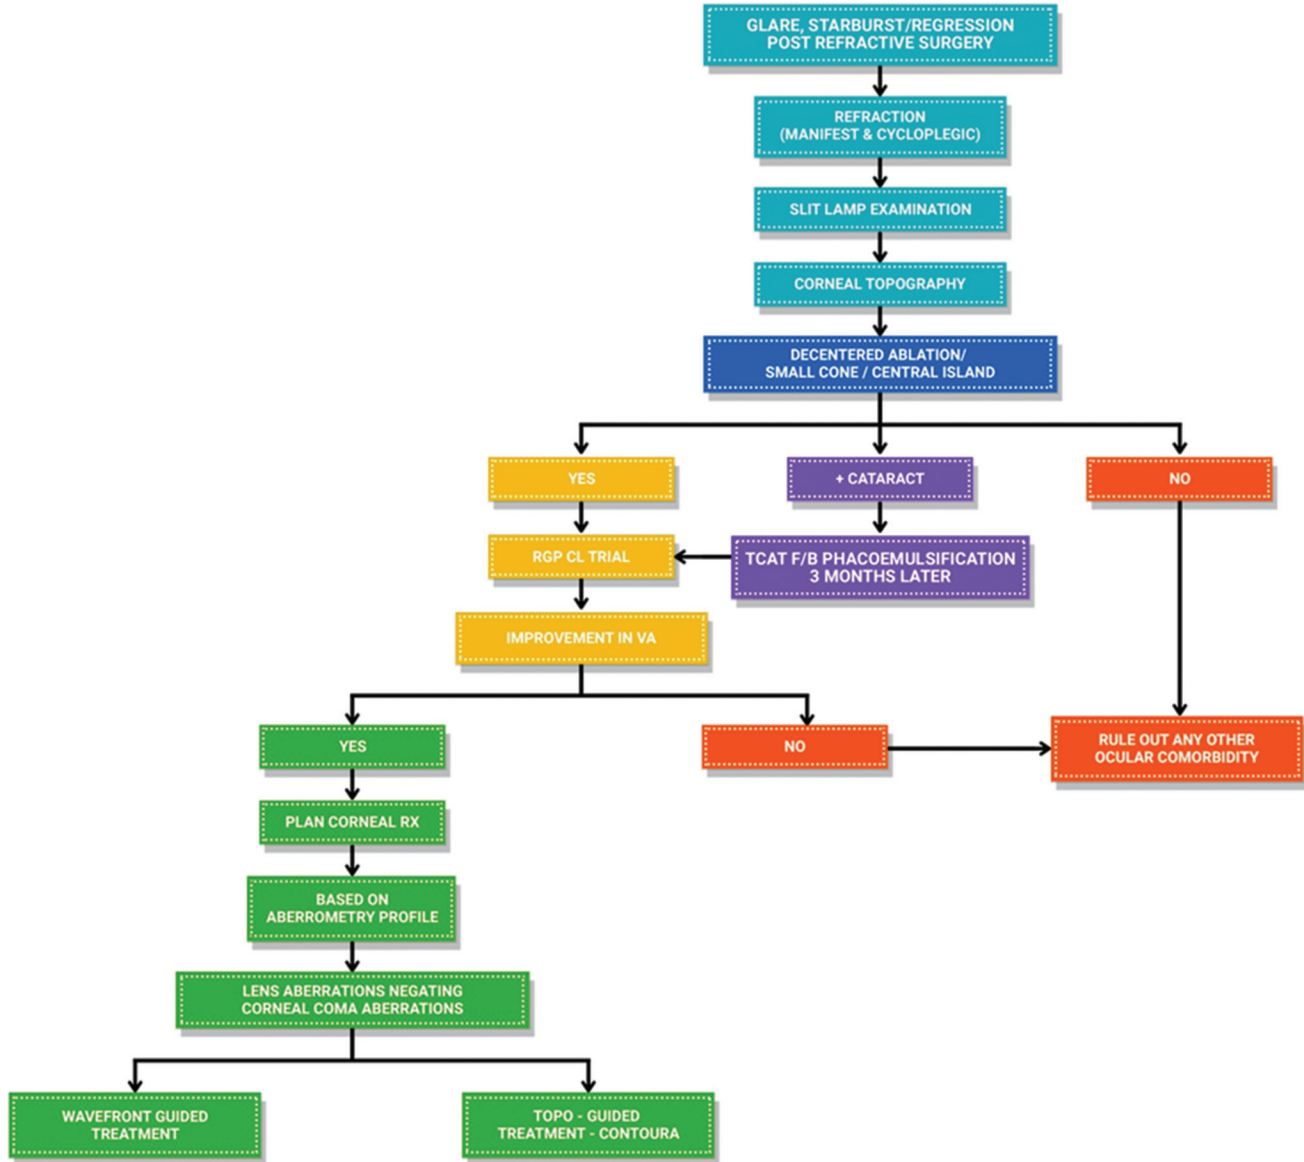 GLARE, STARBURST/REGRESSION
POST REFRACTIVE SURGERY
REFRACTION
(MANIFEST & CYCLOPLEGIC)
SLIT LAMP EXAMINATION
CORNEAL TOPOGRAPHY
DECENTERED ABLATION/
SMALL CONE / CENTRAL ISLAND
YES
+ CATARACT
NO
RGP CL TRIAL
TCAT F/B PHACOEMULSIFICATION
3 MONTHS LATER
IMPROVEMENT IN VA
YES
NO
RULE OUT ANY OTHER
OCULAR COMORBIDITY
PLAN CORNEAL RX
BASED ON
ABERROMETRY PROFILE
LENS ABERRATIONS NEGATING
CORNEAL COMA ABERRATIONS
WAVEFRONT GUIDED
TREATMENT
TOPO - GUIDED
TREATMENT - CONTOURA